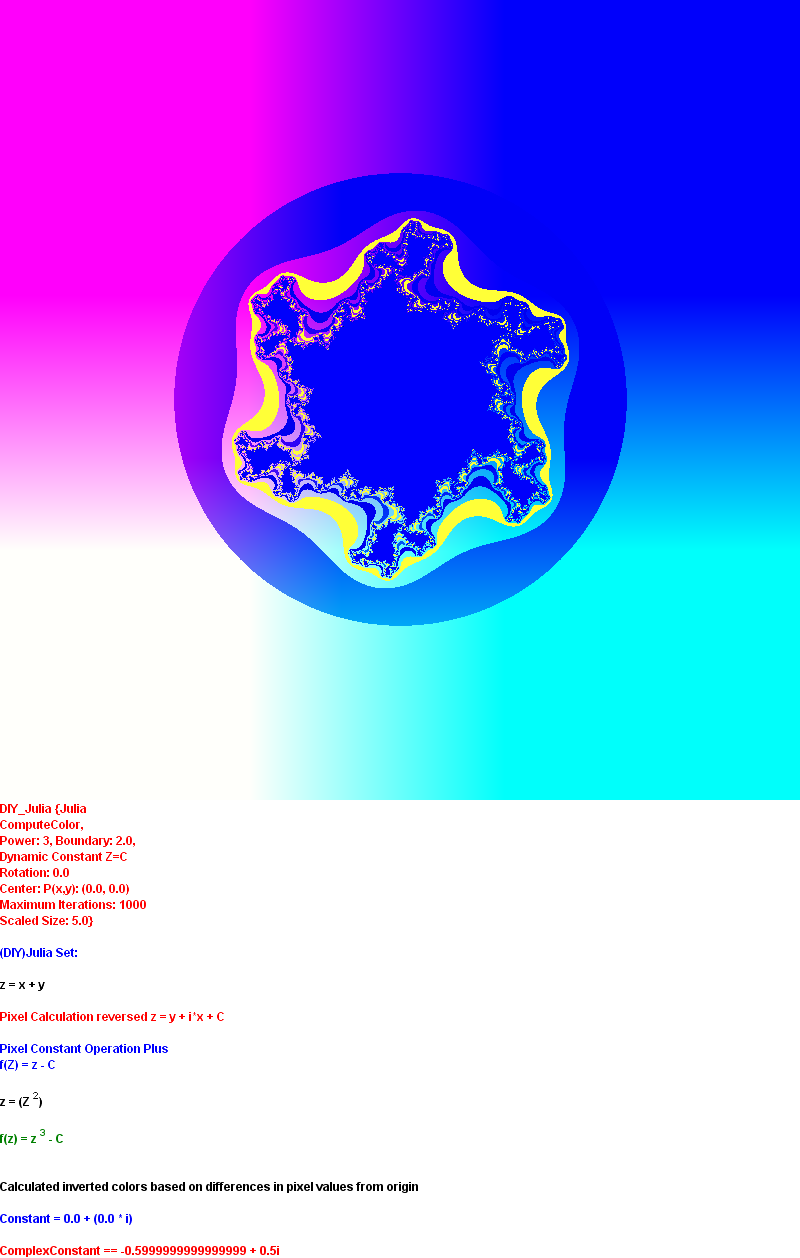 DIY_Julia {Julia
ComputeColor,
Power: 3, Boundary: 2.0,
Dynamic Constant Z=C
Rotation: 0.0
Center: P(x,y): (0.0, 0.0)
Maximum Iterations: 1000
Scaled Size: 5.0}
(DIY)Julia Set:
z = x + y
Pixel Calculation reversed z = y + i*x + C
Pixel Constant Operation Plus
f(Z) = z - C
z = (Z 2)
f(z) = z 3 - C
Calculated inverted colors based on differences in pixel values from origin
Constant = 0.0 + (0.0 * i)
ComplexConstant == -0.5999999999999999 + 0.5i